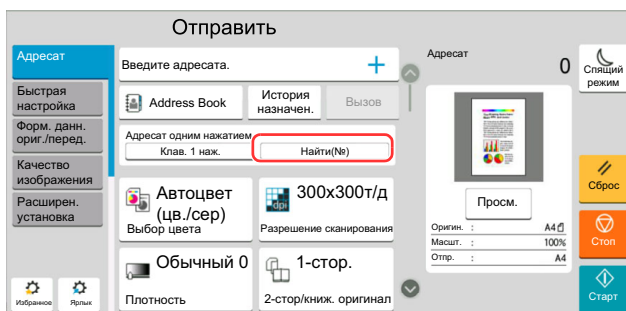 Отправить
Адресат
Быстрая
настройка
Форм. данн.
ориг./перед.
Качество
изображения
Расширен.
установка
Избранное
Ярлык
Введите адресата.
+
Address Book
История
назначен.
Вызов
Адресат одним нажатием
Клав. 1 наж.
Найти(№)
Автоцвет
(цв./сер)
Выбор цвета
dpi
300x300т/д
Разрешение сканирования
Обычный 0
Плотность
1-стор.
2-стор/книж. оригинал
Адресат
0
Просм.
Оригин. : A4
Масшт. : 100%
Отпр. : A4
Спящий
режим
Сброс
Стоп
Старт